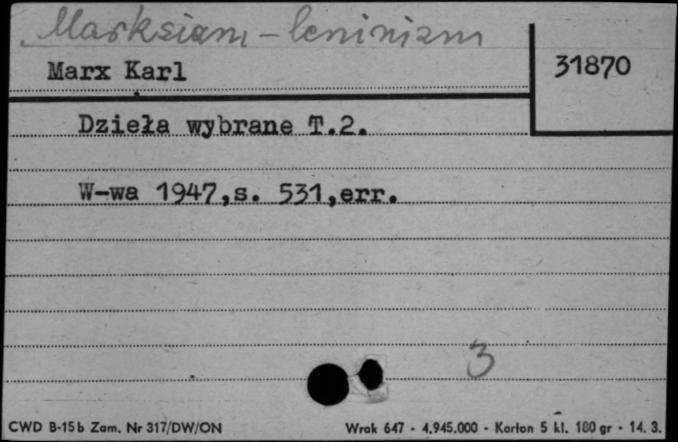 Marksizm-leninizm
Marx Karl
31870
Dzieła wybrane T.2.
W-wa 1947,s. 531,err.
3
CWD B-15b Zam. Nr 317/DW/ON
Wrak 647 - 4.945.000 - Karton 5 kl. 180 gr - 14. 3.